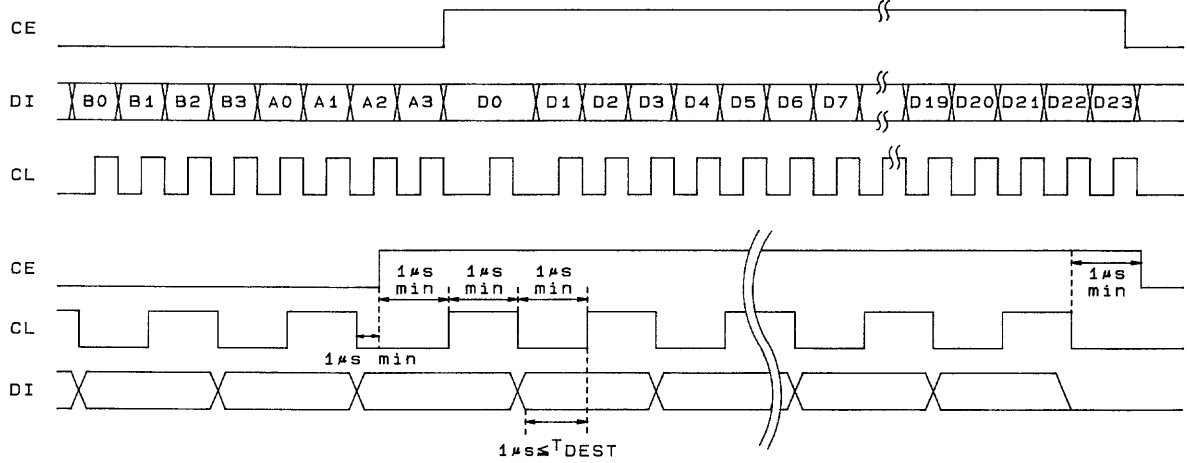 CE
DI B0 B1 B2 B3 A0 A1 A2 A3 D0 D1 D2 D3 D4 D5 D6 D7 D19 D20 D21 D22 D23
CL
CE 1μs min 1μs min 1μs min 1μs min
CL
1μs min
DI
1μs≦TDEST